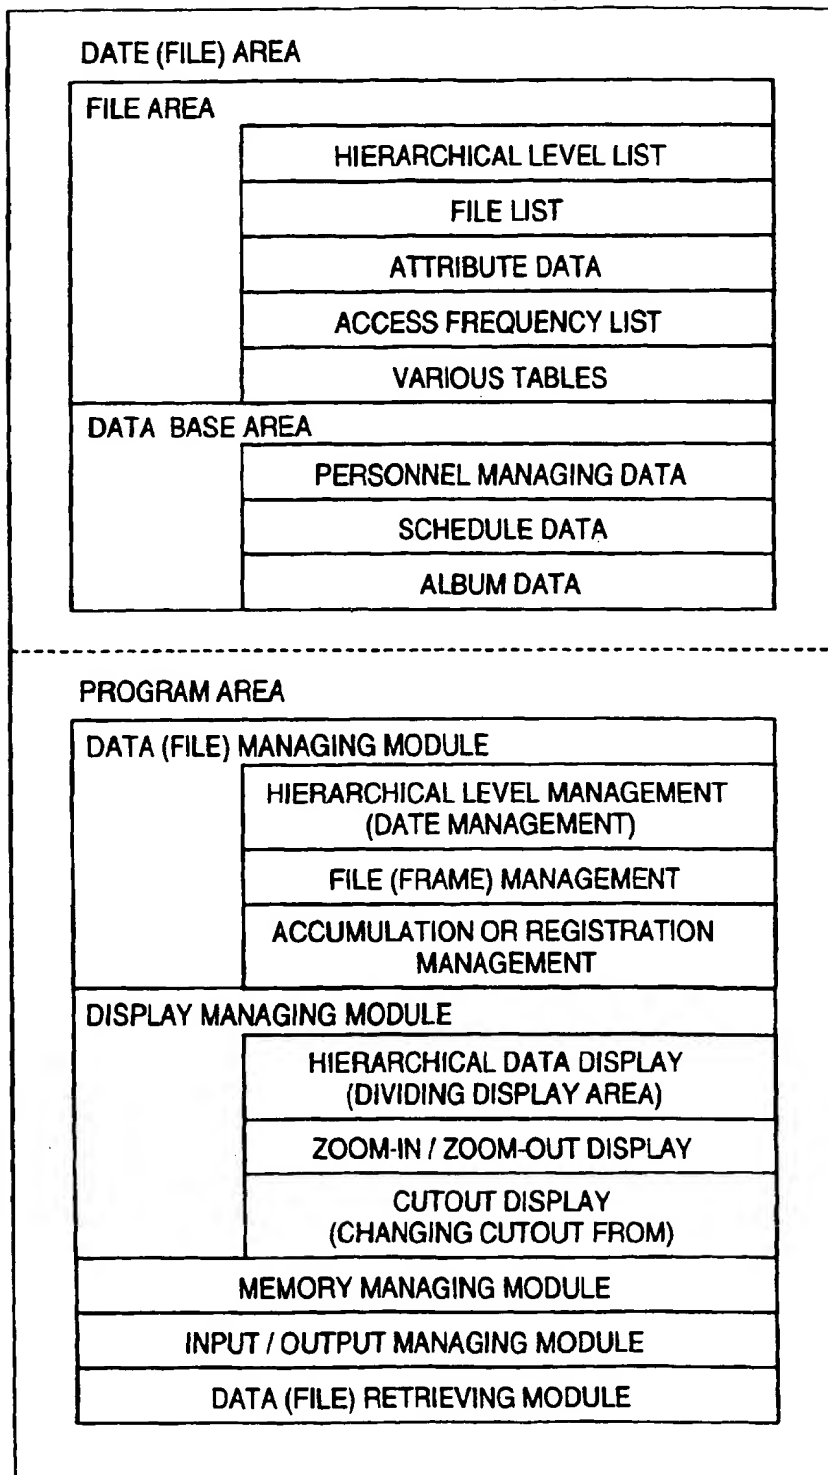 DATE (FILE) AREA
FILE AREA
HIERARCHICAL LEVEL LIST
FILE LIST
ATTRIBUTE DATA
ACCESS FREQUENCY LIST
VARIOUS TABLES
DATA BASE AREA
PERSONNEL MANAGING DATA
SCHEDULE DATA
ALBUM DATA
PROGRAM AREA
DATA (FILE) MANAGING MODULE
HIERARCHICAL LEVEL MANAGEMENT
(DATE MANAGEMENT)
FILE (FRAME) MANAGEMENT
ACCUMULATION OR REGISTRATION
MANAGEMENT
DISPLAY MANAGING MODULE
HIERARCHICAL DATA DISPLAY
(DIVIDING DISPLAY AREA)
ZOOM-IN / ZOOM-OUT DISPLAY
CUTOUT DISPLAY
(CHANGING CUTOUT FROM)
MEMORY MANAGING MODULE
INPUT / OUTPUT MANAGING MODULE
DATA (FILE) RETRIEVING MODULE